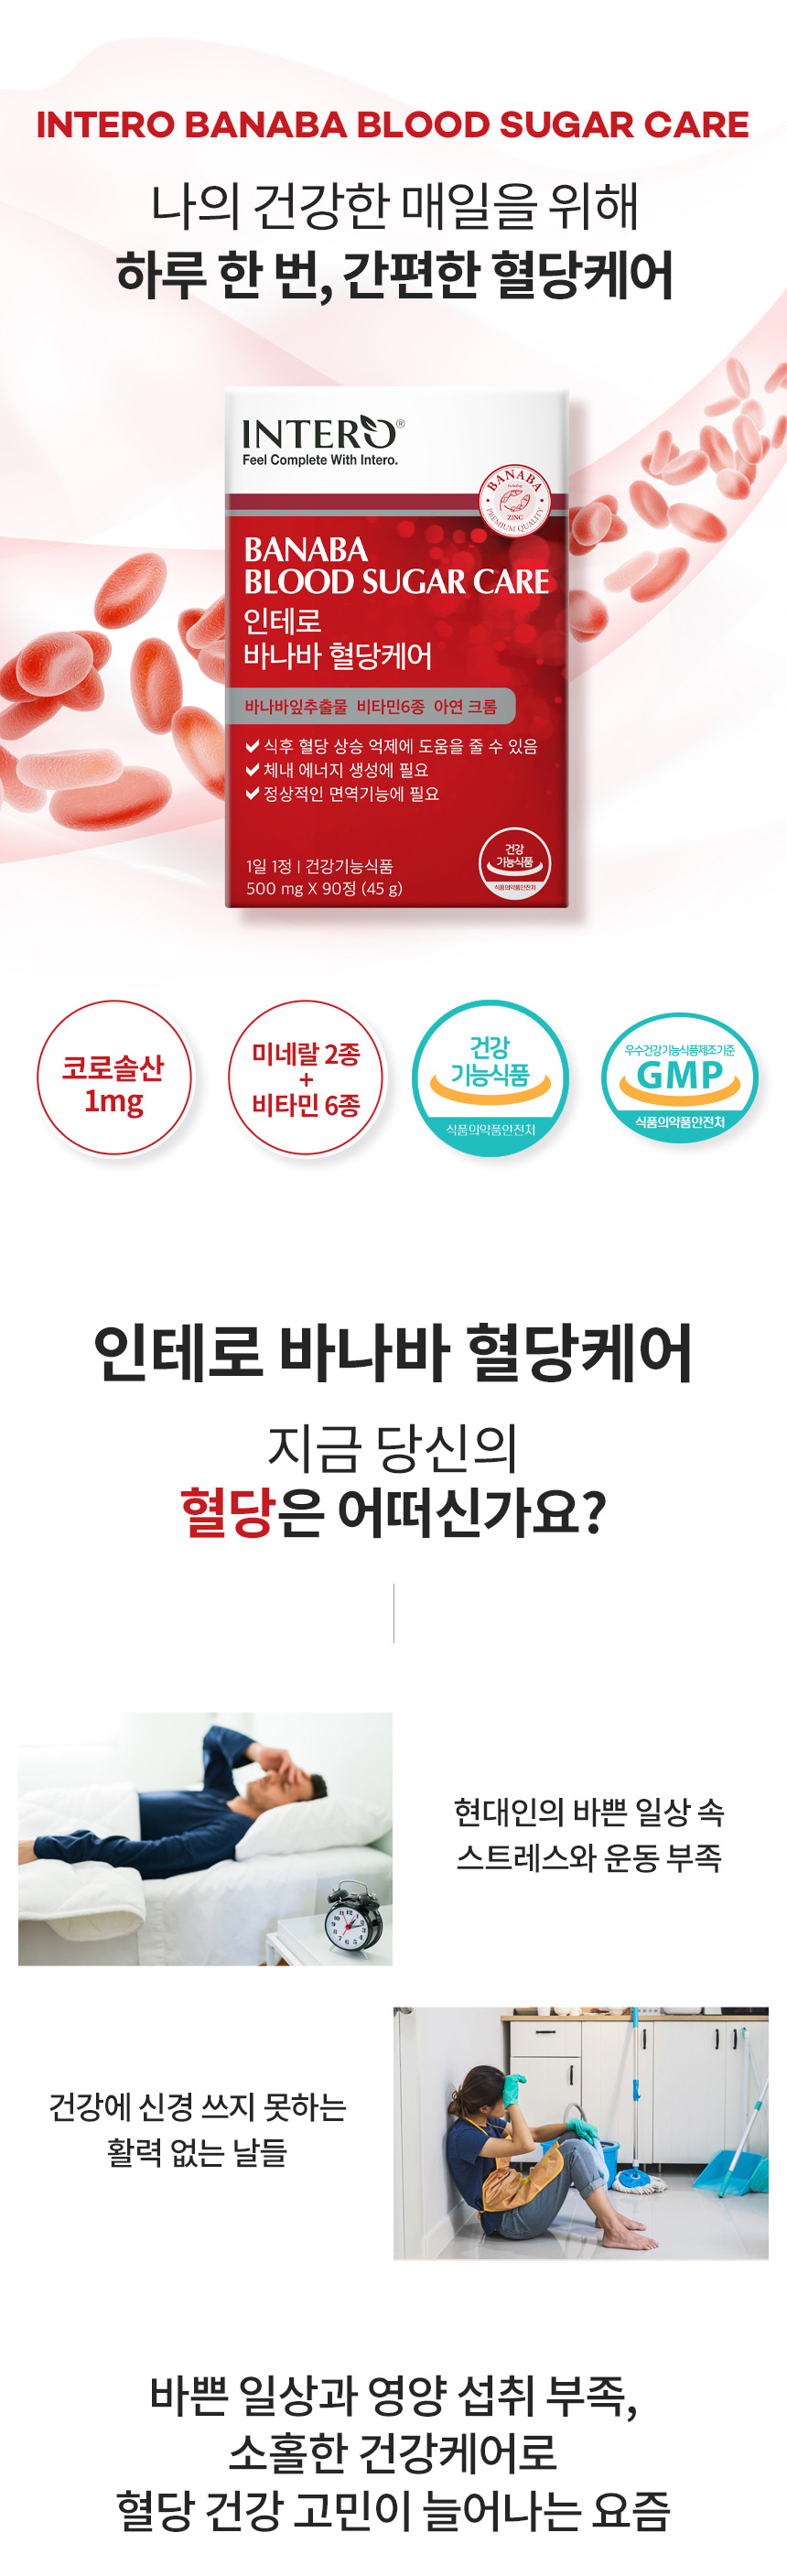 INTERO BANABA BLOOD SUGAR CARE
나의 건강한 매일을 위해
하루 한 번, 간편한 혈당케어
INTERO®
Feel Complete With Intero.
BANABA
Including
ZINC
PREMIUM QUALITY
BANABA
BLOOD SUGAR CARE
인테로
바나바 혈당케어
바나바잎추출물 비타민6종 아연 크롬
식후 혈당 상승 억제에 도움을 줄 수 있음
체내 에너지 생성에 필요
정상적인 면역기능에 필요
1일 1정 | 건강기능식품
500 mg X 90정 (45 g)
건강
기능식품
식품의약품안전처
코로솔산
1mg
미네랄 2종
+
비타민 6종
건강
기능식품
식품의약품안전처
우수건강기능식품제조기준
GMP
식품의약품안전처
인테로 바나바 혈당케어
지금 당신의
혈당은 어떠신가요?
현대인의 바쁜 일상 속
스트레스와 운동 부족
건강에 신경 쓰지 못하는
활력 없는 날들
바쁜 일상과 영양 섭취 부족,
소홀한 건강케어로
혈당 건강 고민이 늘어나는 요즘